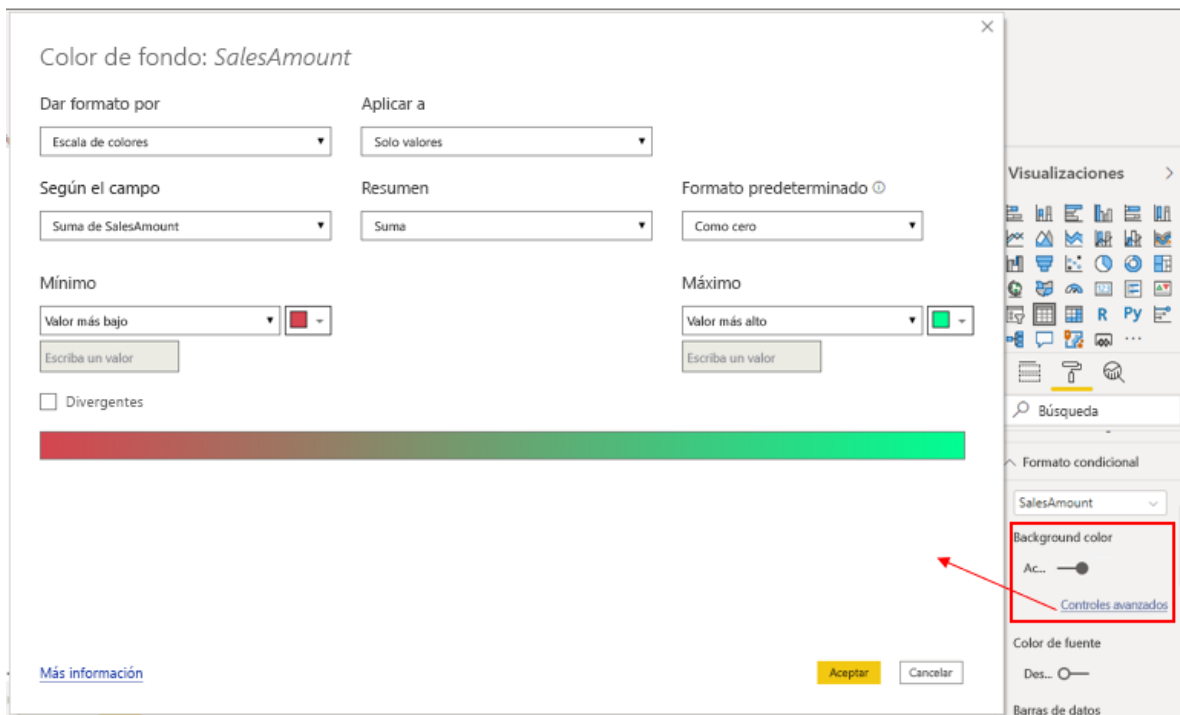 Color de fondo: SalesAmount
Dar formato por
Aplicar a
Escala de colores
Solo valores
Según el campo
Resumen
Formato predeterminado
Suma de SalesAmount
Suma
Como cero
Mínimo
Máximo
Valor más bajo
Valor más alto
Escriba un valor
Escriba un valor
Divergentes
Más información
Aceptar
Cancelar
Visualizaciones
R
Py
123
...
Búsqueda
Formato condicional
SalesAmount
Background color
Ac...
Controles avanzados
Color de fuente
Des...
Barras de datos